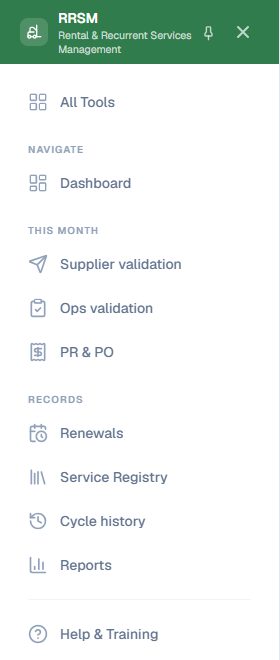 RRSM
Rental & Recurrent Services
Management
All Tools
NAVIGATE
Dashboard
THIS MONTH
Supplier validation
Ops validation
PR & PO
RECORDS
Renewals
Service Registry
Cycle history
Reports
Help & Training